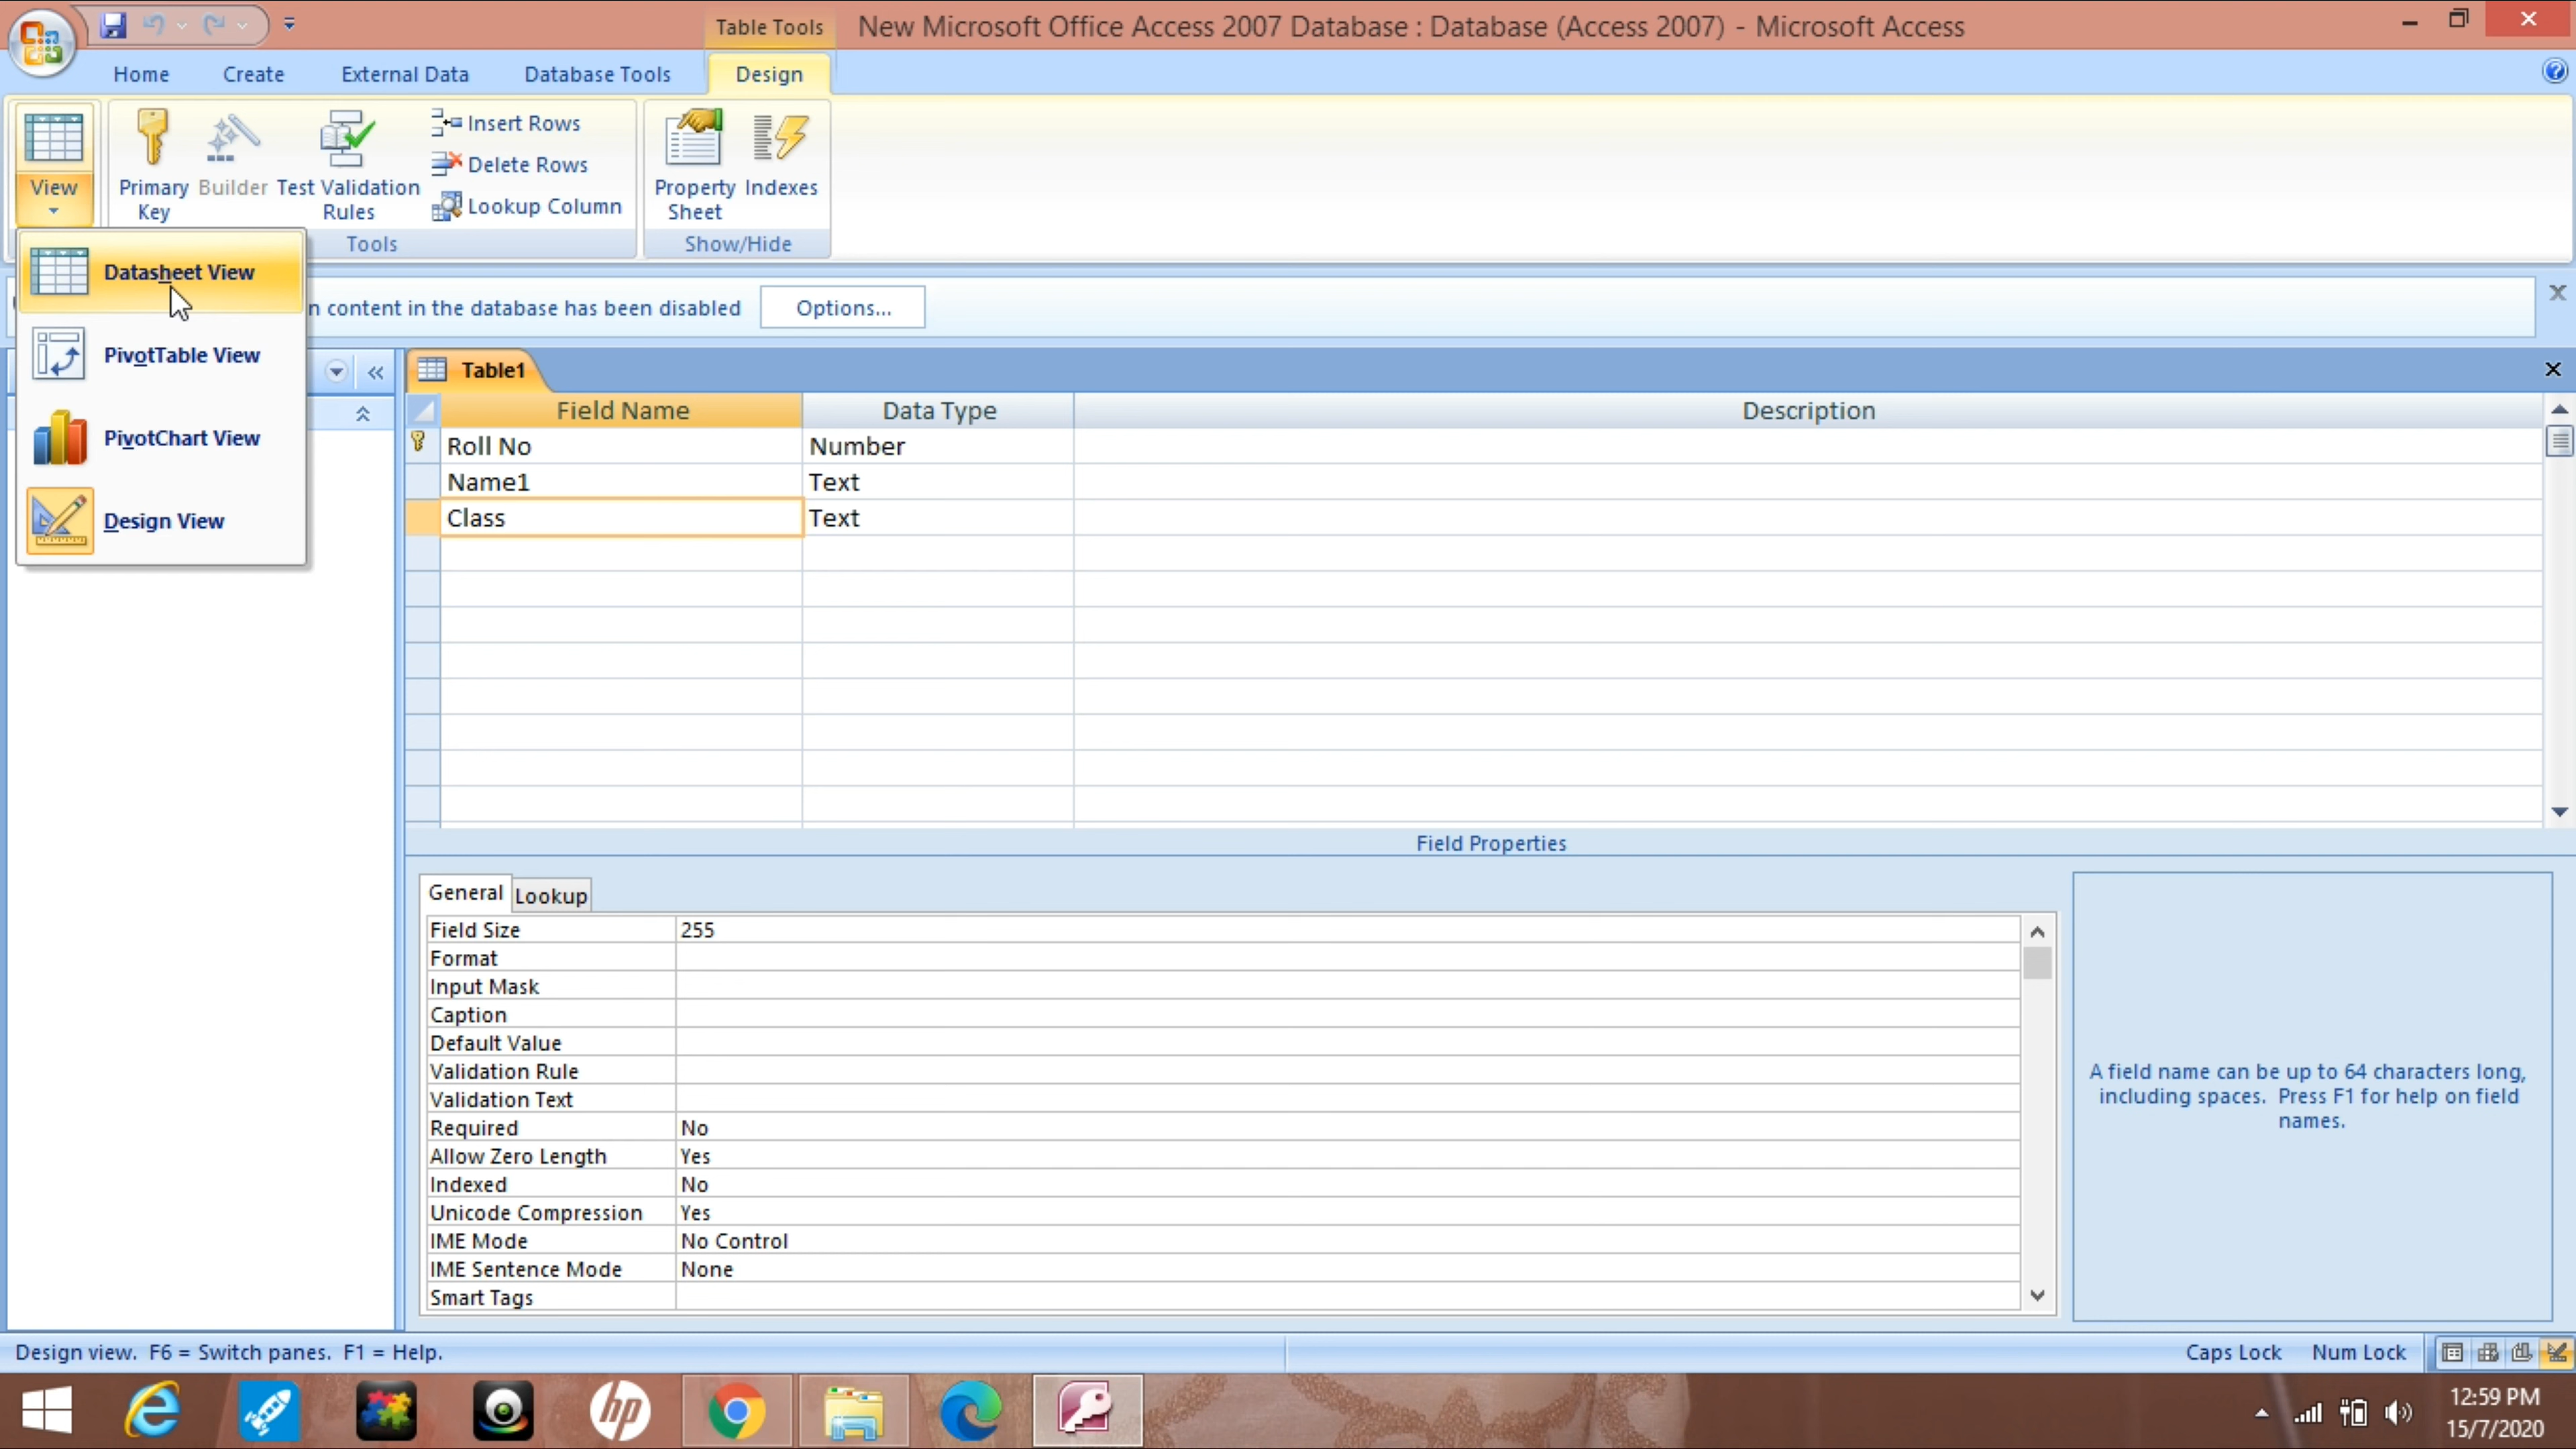 Table Tools
New Microsoft Office Access 2007 Database : Database (Access 2007) - Microsoft Access
Home
Create
External Data
Database Tools
Design
View
Primary Key
Builder
Test Validation Rules
Insert Rows
Delete Rows
Lookup Column
Property Sheet
Indexes
Tools
Show/Hide
Datasheet View
PivotTable View
PivotChart View
Design View
n content in the database has been disabled
Options...
Table1
Field Name Data Type Description
Roll No Number
Name1 Text
Class Text
Field Properties
General Lookup
Field Size 255
Format
Input Mask
Caption
Default Value
Validation Rule
Validation Text
Required No
Allow Zero Length Yes
Indexed No
Unicode Compression Yes
IME Mode No Control
IME Sentence Mode None
Smart Tags
A field name can be up to 64 characters long,
including spaces. Press F1 for help on field
names.
Design view. F6 = Switch panes. F1 = Help.
Caps Lock Num Lock
hp
12:59 PM
15/7/2020